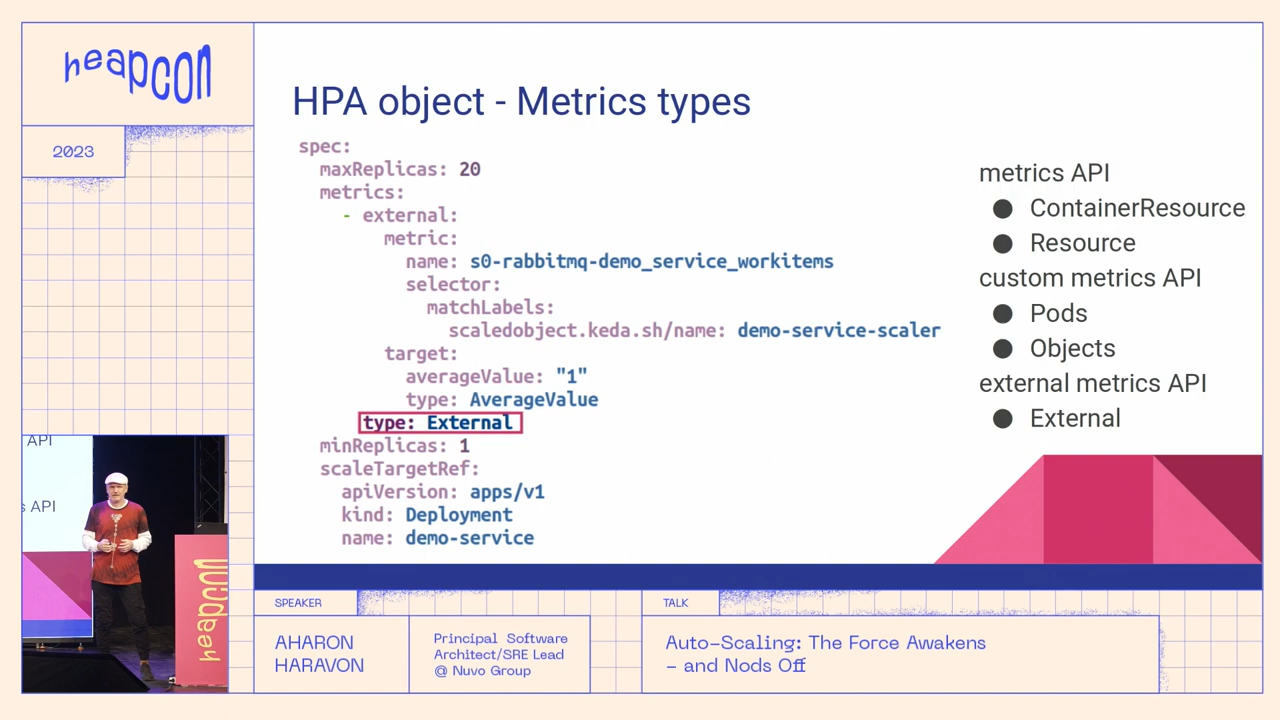 heapcon
2023
HPA object - Metrics types
spec:
maxReplicas: 20
metrics:
- external:
metric:
name: s0-rabbitmq-demo_service_workitems
selector:
matchLabels:
scaledobject.keda.sh/name: demo-service-scaler
target:
averageValue: "1"
type: AverageValue
type: External
minReplicas: 1
scaleTargetRef:
apiVersion: apps/v1
kind: Deployment
name: demo-service
metrics API
● ContainerResource
● Resource
custom metrics API
● Pods
● Objects
external metrics API
● External
API
s API
heapcon
SPEAKER
AHARON
HARAVON
Principal Software
Architect/SRE Lead
@ Nuvo Group
TALK
Auto-Scaling: The Force Awakens
- and Nods Off